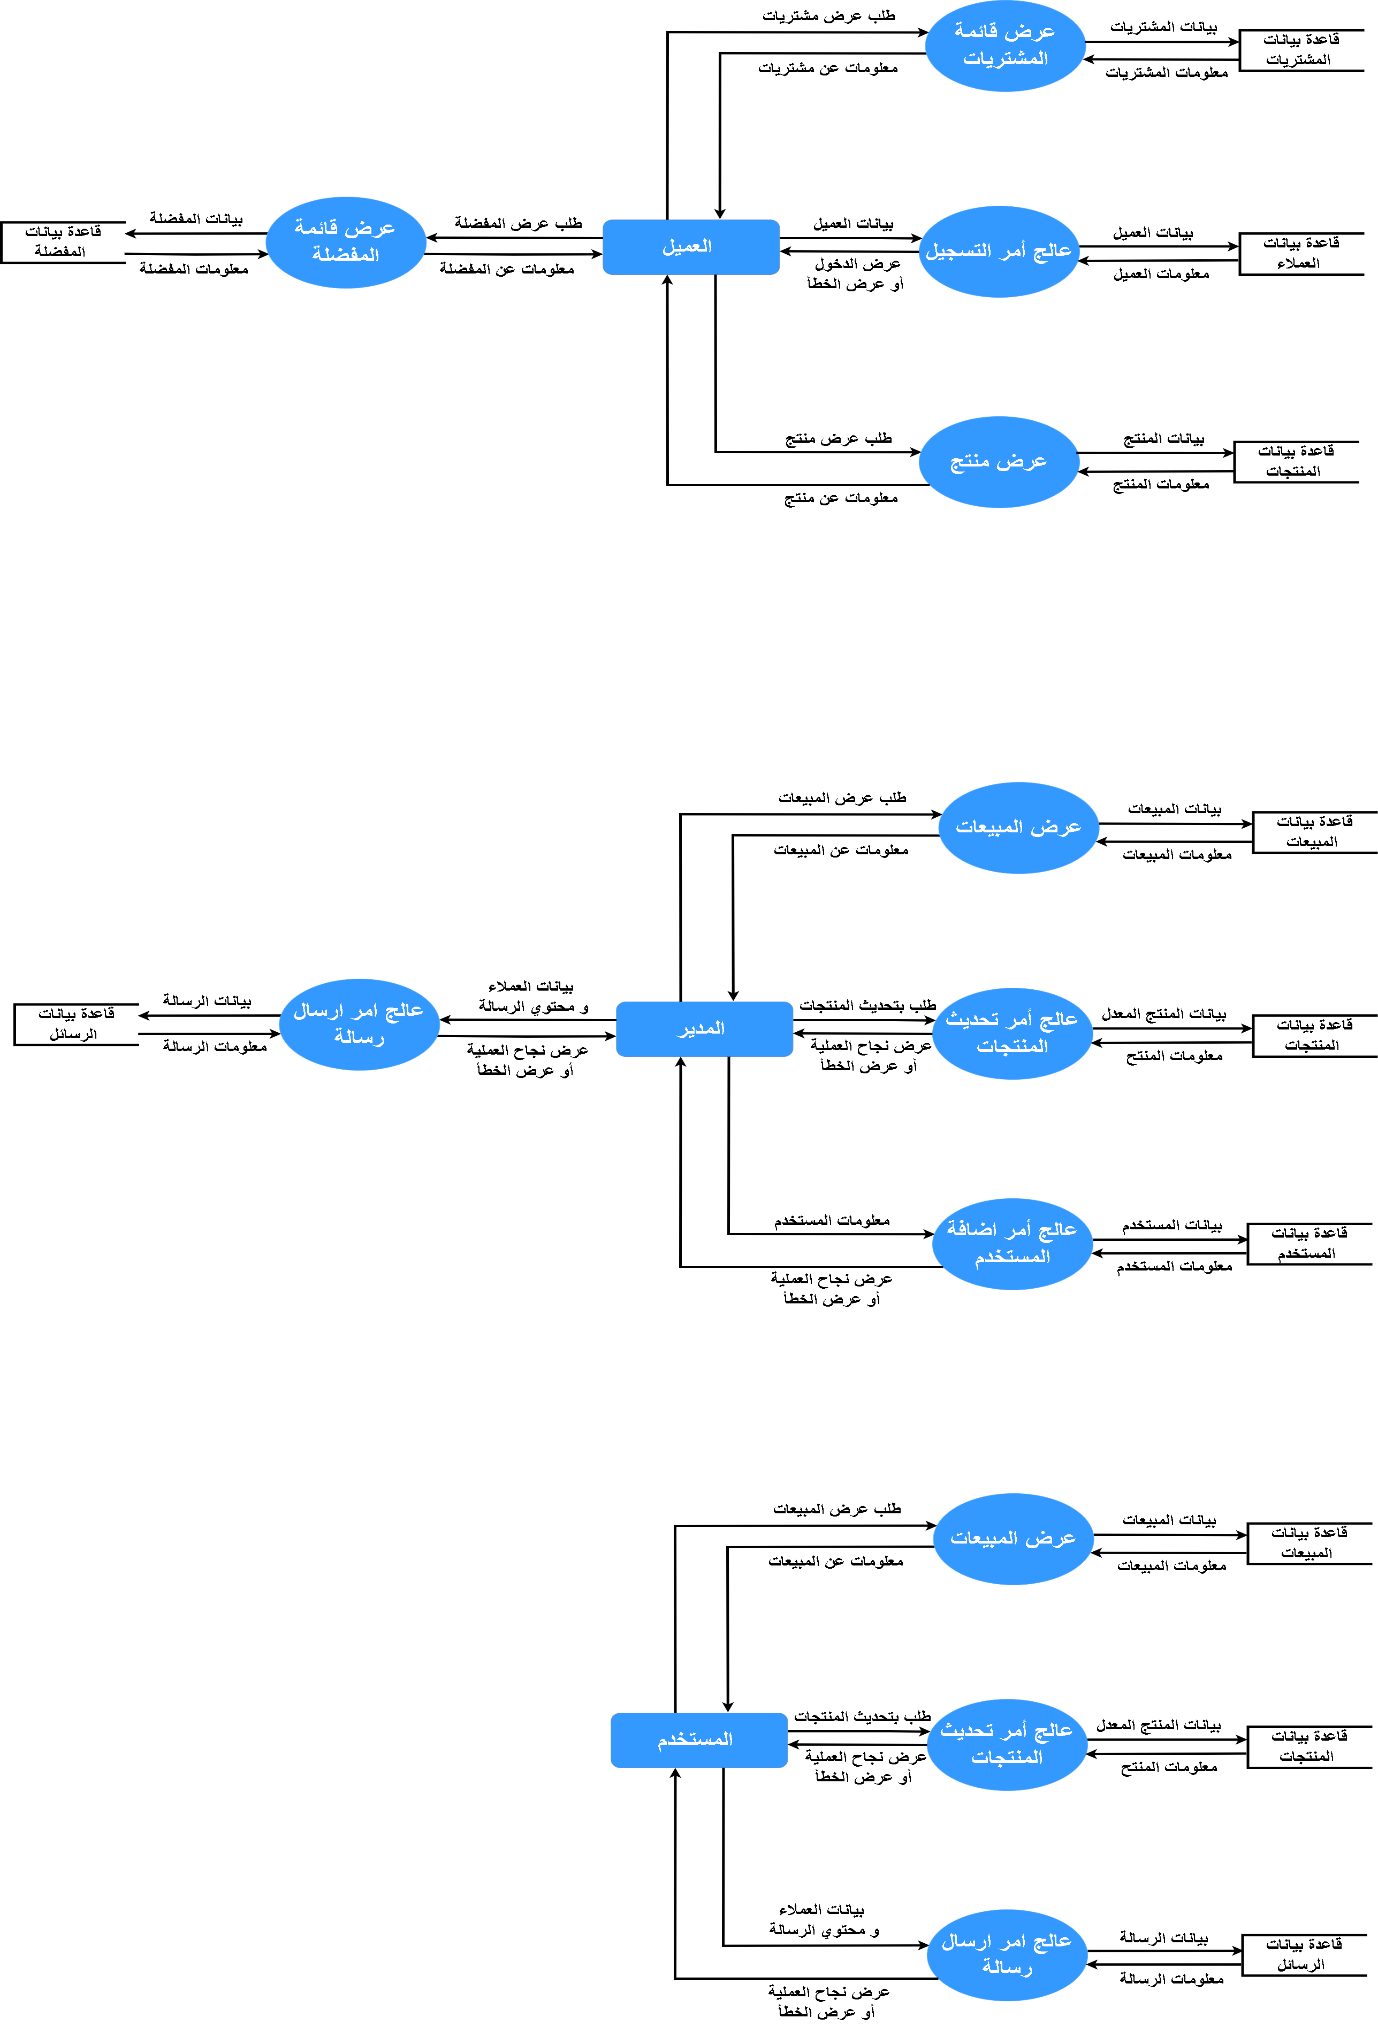 طلب عرض مشتريات
معلومات عن مشتريات
عرض قائمة
المشتريات
بيانات المشتريات
معلومات المشتريات
قاعدة بيانات
المشتريات
قاعدة بيانات
المفضلة
بيانات المفضلة
معلومات المفضلة
عرض قائمة
المفضلة
طلب عرض المفضلة
معلومات عن المفضلة
العميل
بيانات العميل
عرض الدخول
أو عرض الخطأ
عالج أمر التسجيل
بيانات العميل
معلومات العميل
قاعدة بيانات
العملاء
طلب عرض منتج
معلومات عن منتج
عرض منتج
بيانات المنتج
معلومات المنتج
قاعدة بيانات
المنتجات
طلب عرض المبيعات
معلومات عن المبيعات
عرض المبيعات
بيانات المبيعات
معلومات المبيعات
قاعدة بيانات
المبيعات
قاعدة بيانات
الرسائل
بيانات الرسالة
معلومات الرسالة
عالج امر ارسال
رسالة
بيانات العملاء
و محتوي الرسالة
عرض نجاح العملية
أو عرض الخطأ
المدير
طلب بتحديث المنتجات
عرض نجاح العملية
أو عرض الخطأ
عالج أمر تحديث
المنتجات
بيانات المنتج المعدل
معلومات المنتح
قاعدة بيانات
المنتجات
معلومات المستخدم
عرض نجاح العملية
أو عرض الخطأ
عالج أمر اضافة
المستخدم
بيانات المستخدم
معلومات المستخدم
قاعدة بيانات
المستخدم
طلب عرض المبيعات
معلومات عن المبيعات
عرض المبيعات
بيانات المبيعات
معلومات المبيعات
قاعدة بيانات
المبيعات
المستخدم
طلب بتحديث المنتجات
عرض نجاح العملية
أو عرض الخطأ
عالج أمر تحديث
المنتجات
بيانات المنتج المعدل
معلومات المنتح
قاعدة بيانات
المنتجات
بيانات العملاء
و محتوي الرسالة
عرض نجاح العملية
أو عرض الخطأ
عالج امر ارسال
رسالة
بيانات الرسالة
معلومات الرسالة
قاعدة بيانات
الرسائل